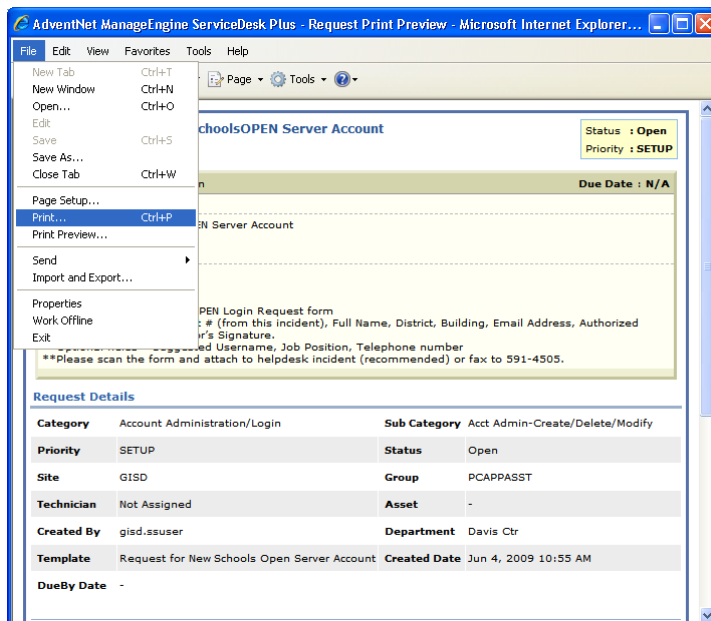 AdventNet ManageEngine ServiceDesk Plus - Request Print Preview - Microsoft Internet Explorer...
File Edit View Favorites Tools Help
New Tab Ctrl+T
New Window Ctrl+N
Open... Ctrl+O
Edit
Save Ctrl+S
Save As...
Close Tab Ctrl+W
Page Setup...
Print... Ctrl+P
Print Preview...
Send
Import and Export...
Properties
Work Offline
Exit
Page Tools
choolsOPEN Server Account
Status : Open
Priority : SETUP
Due Date : N/A
EN Server Account
PEN Login Request form
# (from this incident), Full Name, District, Building, Email Address, Authorized
or's Signature.
Username, Job Position, Telephone number
**Please scan the form and attach to helpdesk incident (recommended) or fax to 591-4505.
Request Details
Category Account Administration/Login Sub Category Acct Admin-Create/Delete/Modify
Priority SETUP Status Open
Site GISD Group PCAPPASST
Technician Not Assigned Asset -
Created By gisd.ssuser Department Davis Ctr
Template Request for New Schools Open Server Account Created Date Jun 4, 2009 10:55 AM
DueBy Date -